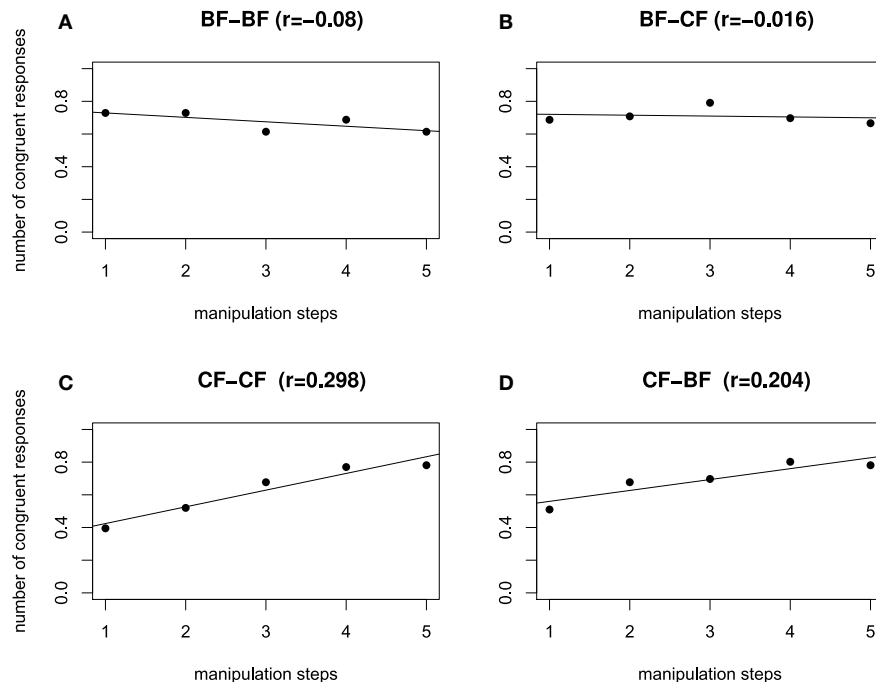 A
BF−BF (r=−0.08)
number of congruent responses
0.0 0.4 0.8
1 2 3 4 5
manipulation steps
B
BF−CF (r=−0.016)
0.0 0.4 0.8
1 2 3 4 5
manipulation steps
C
CF−CF (r=0.298)
number of congruent responses
0.0 0.4 0.8
1 2 3 4 5
manipulation steps
D
CF−BF (r=0.204)
0.0 0.4 0.8
1 2 3 4 5
manipulation steps